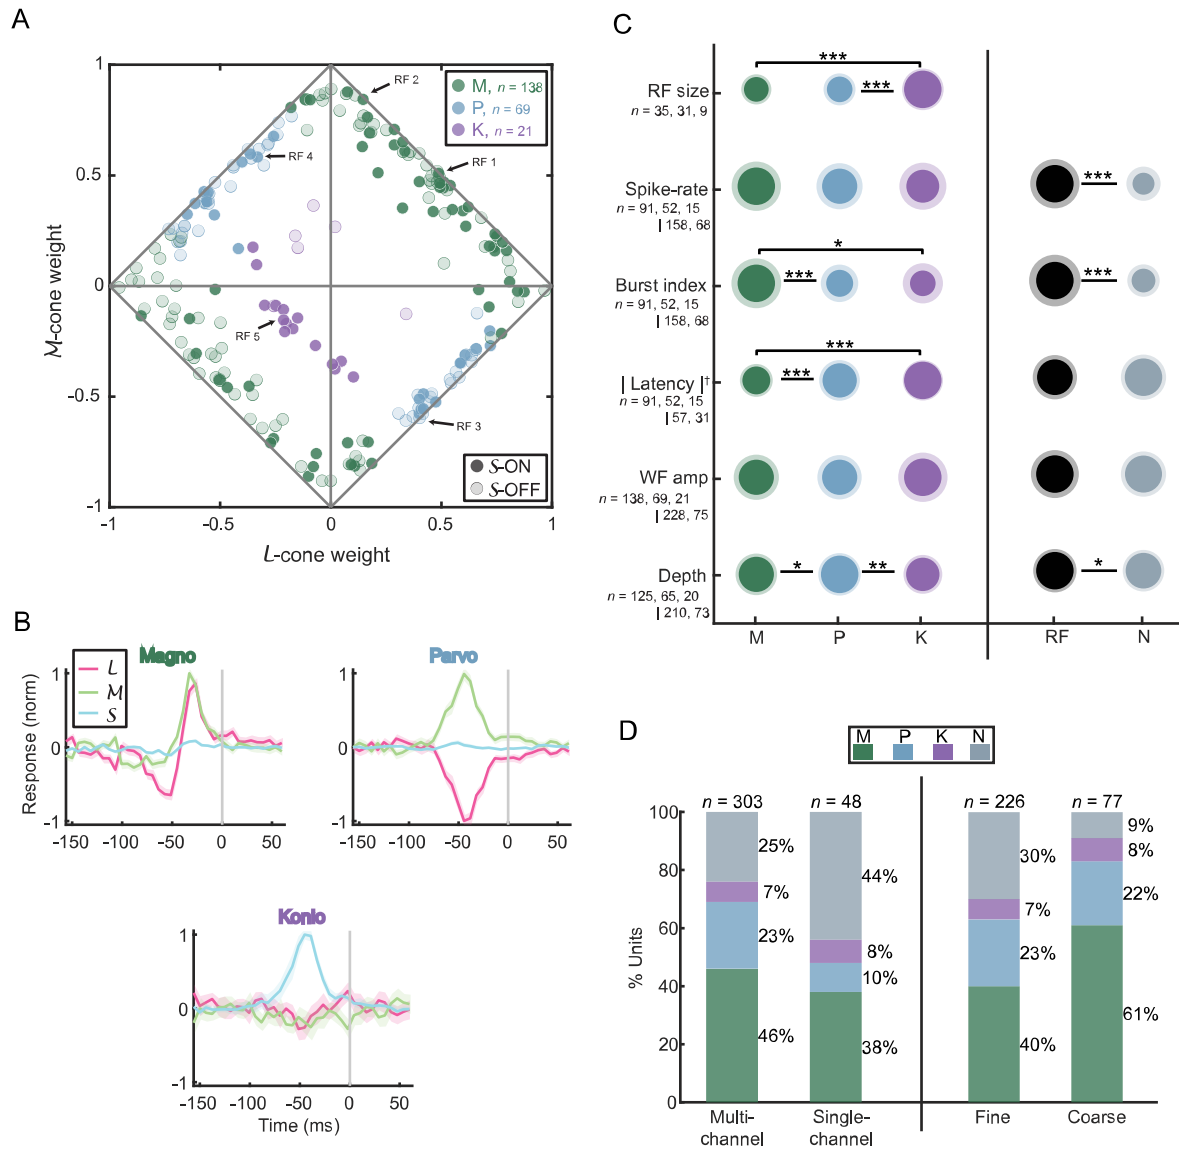 A
M-cone weight
1
0.5
0
-0.5
-1
-1
-0.5
0
0.5
1
L-cone weight
M, n = 138
P, n = 69
K, n = 21
RF 2
RF 1
RF 4
RF 5
RF 3
S-ON
S-OFF
B
L
M
S
Magno
Response (norm)
1
0
-1
-150
-100
-50
0
50
Parvo
1
0
-1
-150
-100
-50
0
50
Konio
1
0
-1
-150
-100
-50
0
50
Time (ms)
C
RF size
n = 35, 31, 9
***
***
Spike-rate
n = 91, 52, 15
| 158, 68
***
Burst index
n = 91, 52, 15
| 158, 68
*
***
***
| Latency |†
n = 91, 52, 15
| 57, 31
***
***
WF amp
n = 138, 69, 21
| 228, 75
Depth
n = 125, 65, 20
| 210, 73
*
**
*
M
P
K
RF
N
D
M P K N
% Units
100
80
60
40
20
0
n = 303
25%
7%
23%
46%
Multi-
channel
n = 48
44%
8%
10%
38%
Single-
channel
n = 226
30%
7%
23%
40%
Fine
n = 77
9%
8%
22%
61%
Coarse